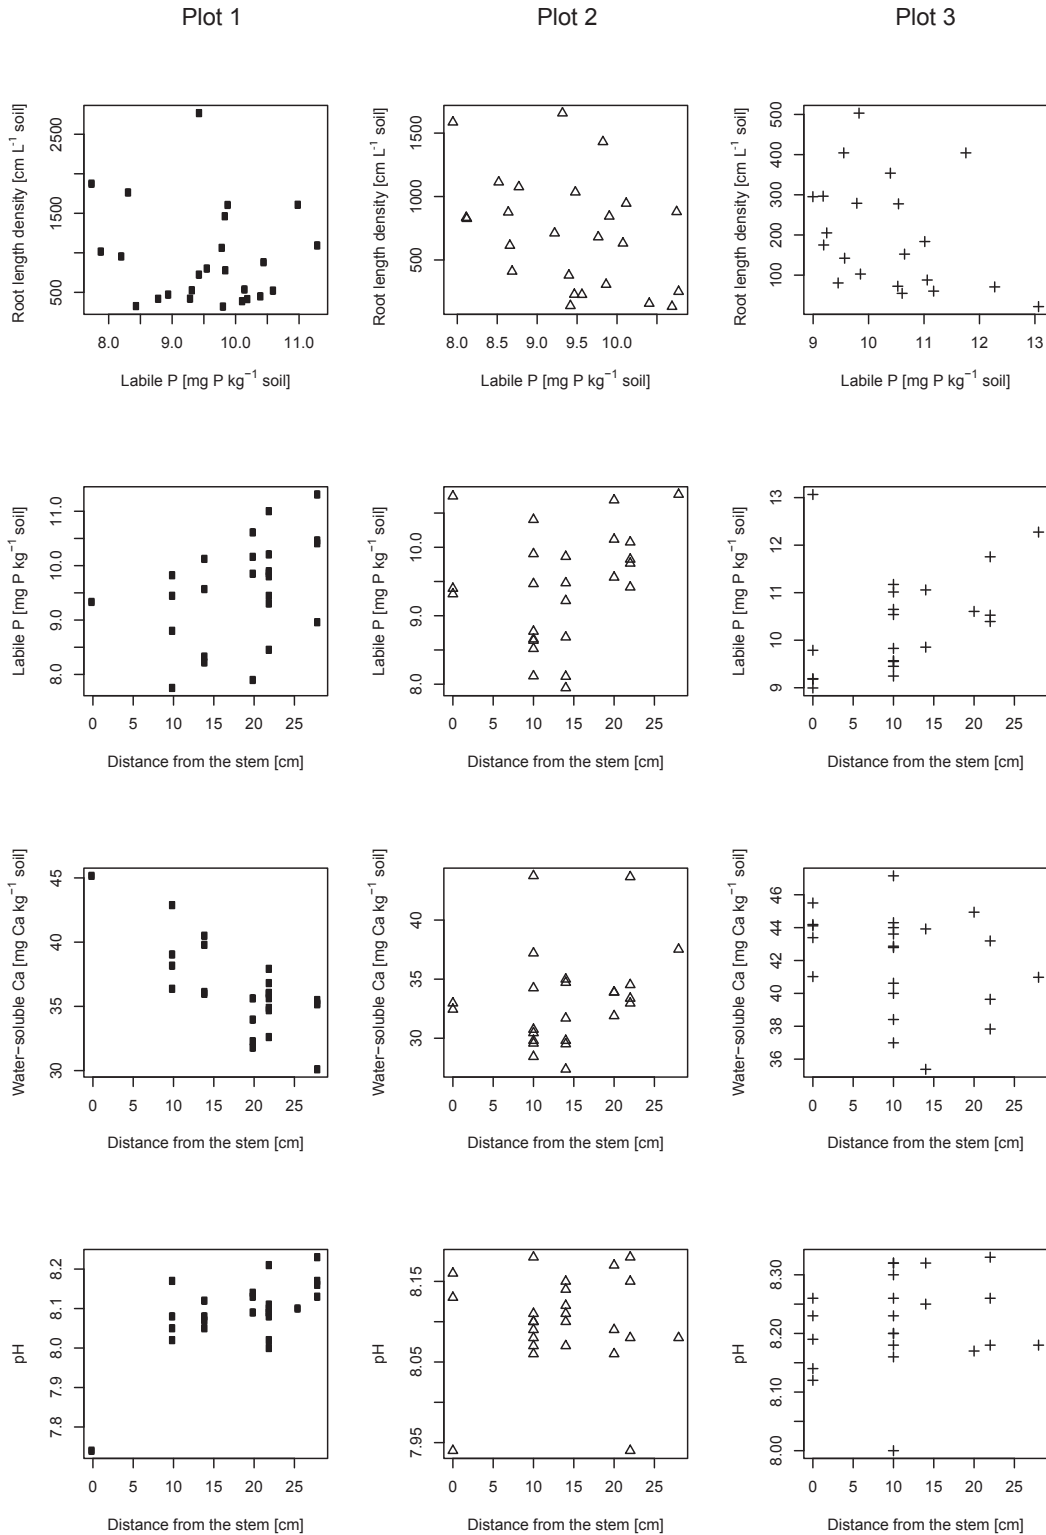 Plot 1 Plot 2 Plot 3
Root length density [cm L⁻¹ soil] 500 1500 2500
8.0 9.0 10.0 11.0
Labile P [mg P kg⁻¹ soil]
Root length density [cm L⁻¹ soil] 500 1000 1500
8.0 8.5 9.0 9.5 10.0
Labile P [mg P kg⁻¹ soil]
Root length density [cm L⁻¹ soil] 100 200 300 400 500
9 10 11 12 13
Labile P [mg P kg⁻¹ soil]
Labile P [mg P kg⁻¹ soil] 8.0 9.0 10.0 11.0
0 5 10 15 20 25
Distance from the stem [cm]
Labile P [mg P kg⁻¹ soil] 8.0 9.0 10.0
0 5 10 15 20 25
Distance from the stem [cm]
Labile P [mg P kg⁻¹ soil] 9 10 11 12 13
0 5 10 15 20 25
Distance from the stem [cm]
Water−soluble Ca [mg Ca kg⁻¹ soil] 30 35 40 45
0 5 10 15 20 25
Distance from the stem [cm]
Water−soluble Ca [mg Ca kg⁻¹ soil] 30 35 40
0 5 10 15 20 25
Distance from the stem [cm]
Water−soluble Ca [mg Ca kg⁻¹ soil] 36 38 40 42 44 46
0 5 10 15 20 25
Distance from the stem [cm]
pH 7.8 7.9 8.0 8.1 8.2
0 5 10 15 20 25
Distance from the stem [cm]
pH 7.95 8.05 8.15
0 5 10 15 20 25
Distance from the stem [cm]
pH 8.00 8.10 8.20 8.30
0 5 10 15 20 25
Distance from the stem [cm]